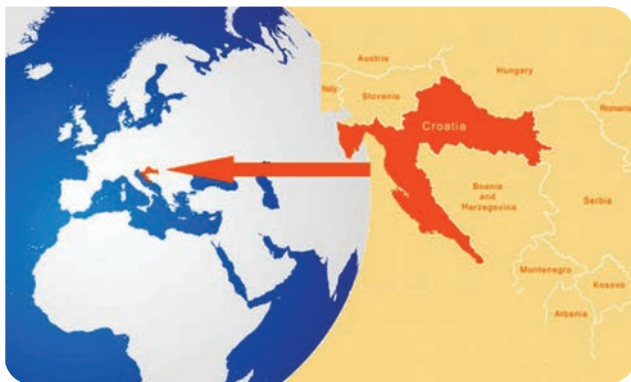 Austria
Hungary
Italy
Slovenia
Romania
Croatia
Bosnia
and
Herzegovina
Serbia
Montenegro
Kosovo
Albania